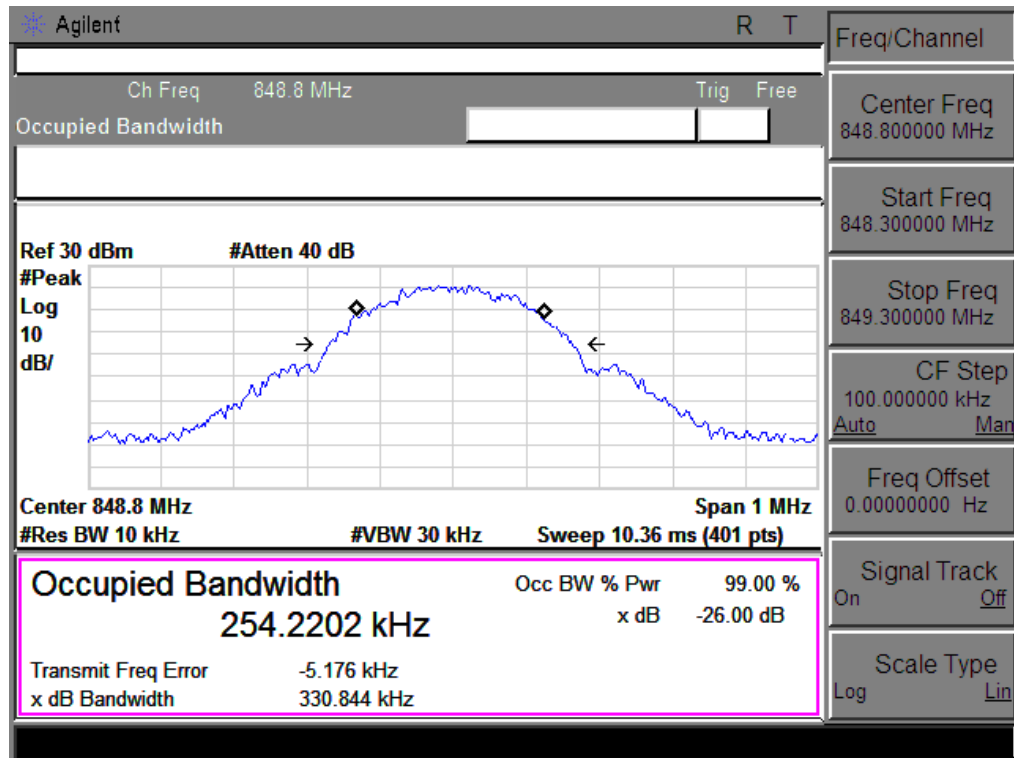 Agilent R T
Ch Freq 848.8 MHz Trig Free
Occupied Bandwidth
Ref 30 dBm #Atten 40 dB
#Peak
Log
10
dB/
Center 848.8 MHz Span 1 MHz
#Res BW 10 kHz #VBW 30 kHz Sweep 10.36 ms (401 pts)
Occupied Bandwidth Occ BW % Pwr 99.00 %
254.2202 kHz x dB -26.00 dB
Transmit Freq Error -5.176 kHz
x dB Bandwidth 330.844 kHz
Freq/Channel
Center Freq
848.800000 MHz
Start Freq
848.300000 MHz
Stop Freq
849.300000 MHz
CF Step
100.000000 kHz
Auto Man
Freq Offset
0.00000000 Hz
Signal Track
On Off
Scale Type
Log Lin